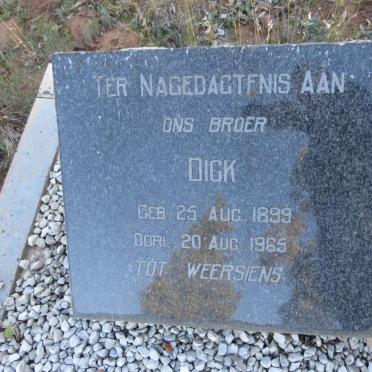 TER NAGEDAGTENIS AAN
ONS BROER
DICK
GEB. 25 AUG. 1899
OORL. 20 AUG. 1965
TOT WEERSIENS